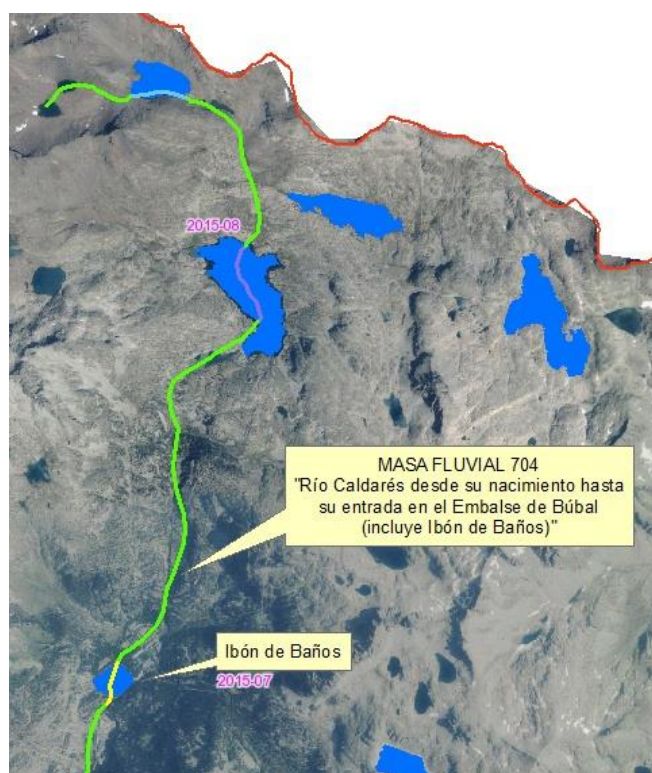 2015-08
MASA FLUVIAL 704
"Río Caldarés desde su nacimiento hasta
su entrada en el Embalse de Búbal
(incluye Ibón de Baños)"
Ibón de Baños
2015-07